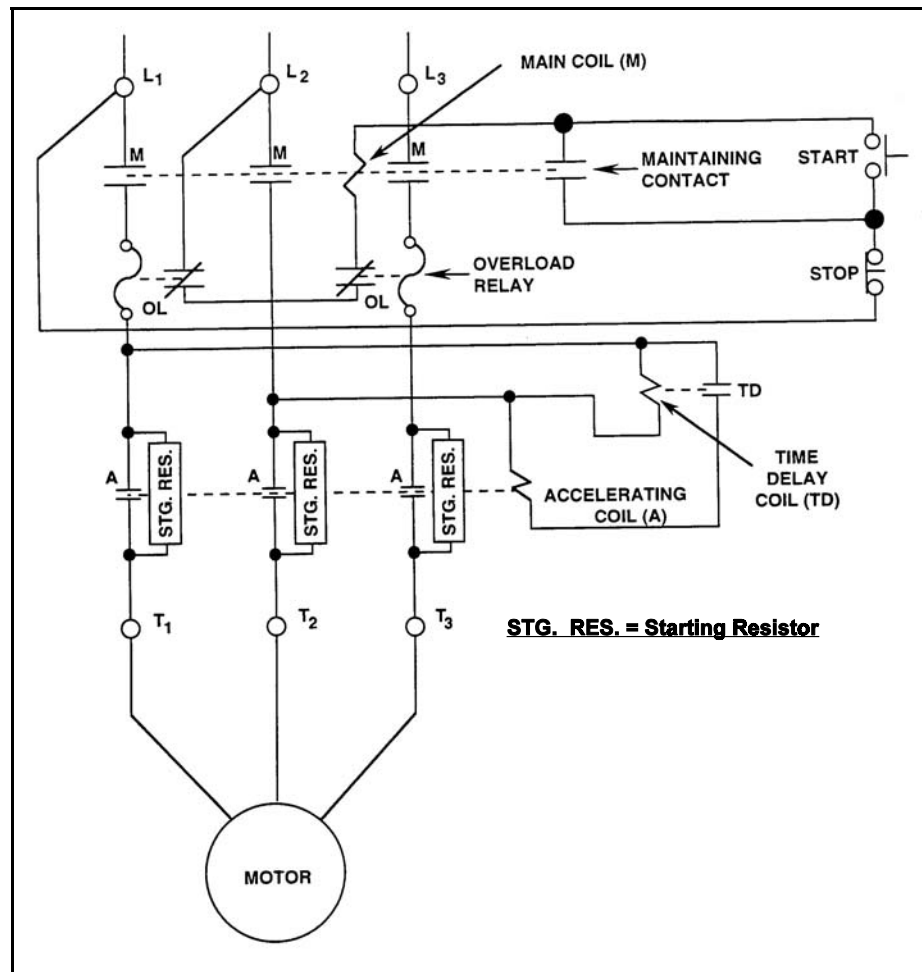 L1
L2
L3
MAIN COIL (M)
M
M
M
MAINTAINING
CONTACT
START
OVERLOAD
RELAY
STOP
OL
OL
TD
TIME
DELAY
COIL (TD)
A
STG. RES.
A
STG. RES.
A
STG. RES.
ACCELERATING
COIL (A)
T1
T2
T3
STG. RES. = Starting Resistor
MOTOR